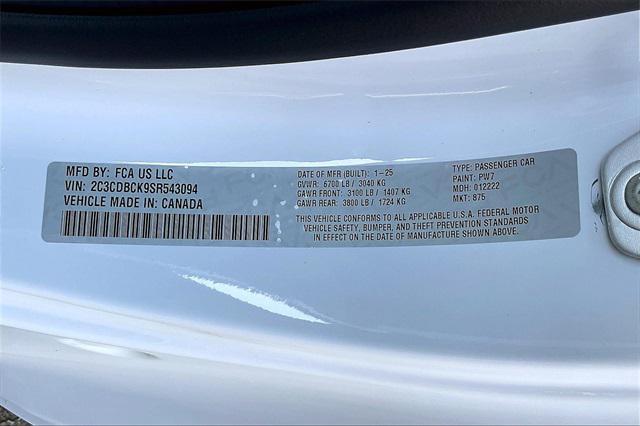 MFD BY: FCA US LLC
VIN: 2C3CDBCK9SR543094
VEHICLE MADE IN: CANADA
DATE OF MFR (BUILT): 1-25
GVWR: 6700 LB / 3040 KG
GAWR FRONT: 3100 LB / 1407 KG
GAWR REAR: 3800 LB / 1724 KG
TYPE: PASSENGER CAR
PAINT: PW7
MDH: 012222
MKT: 875
THIS VEHICLE CONFORMS TO ALL APPLICABLE U.S.A. FEDERAL MOTOR
VEHICLE SAFETY, BUMPER, AND THEFT PREVENTION STANDARDS
IN EFFECT ON THE DATE OF MANUFACTURE SHOWN ABOVE.